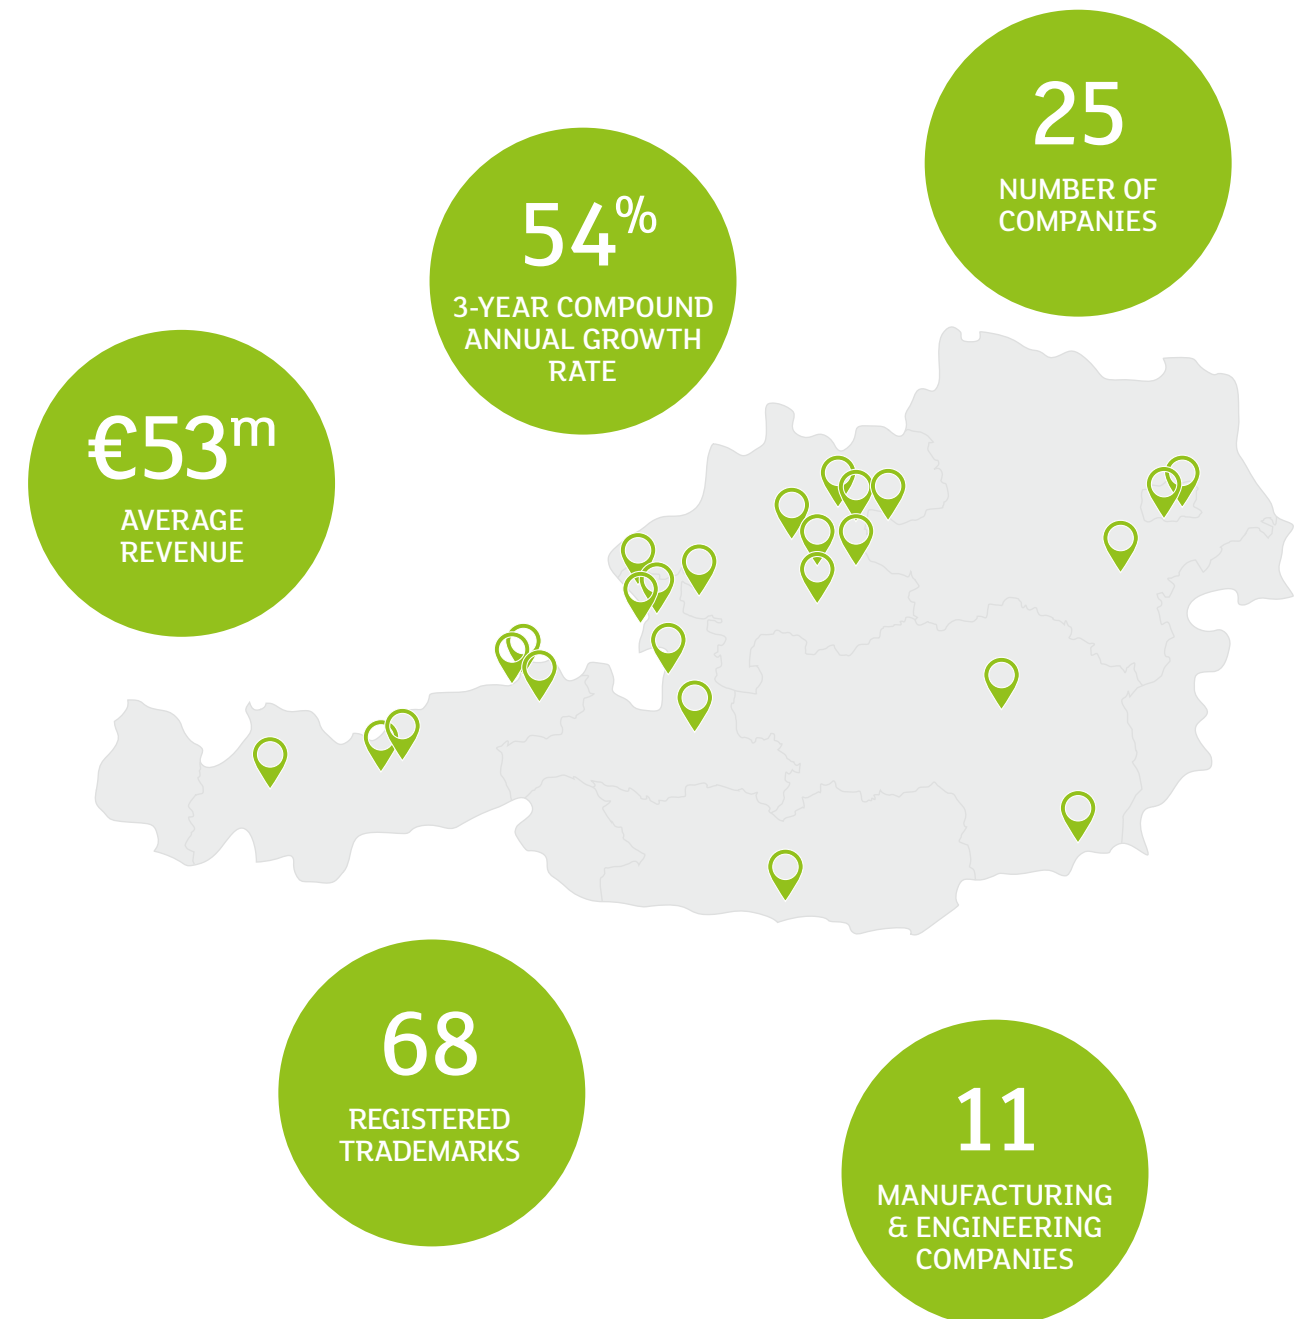 25
NUMBER OF
COMPANIES
54%
3-YEAR COMPOUND
ANNUAL GROWTH
RATE
€53m
AVERAGE
REVENUE
68
REGISTERED
TRADEMARKS
11
MANUFACTURING
& ENGINEERING
COMPANIES